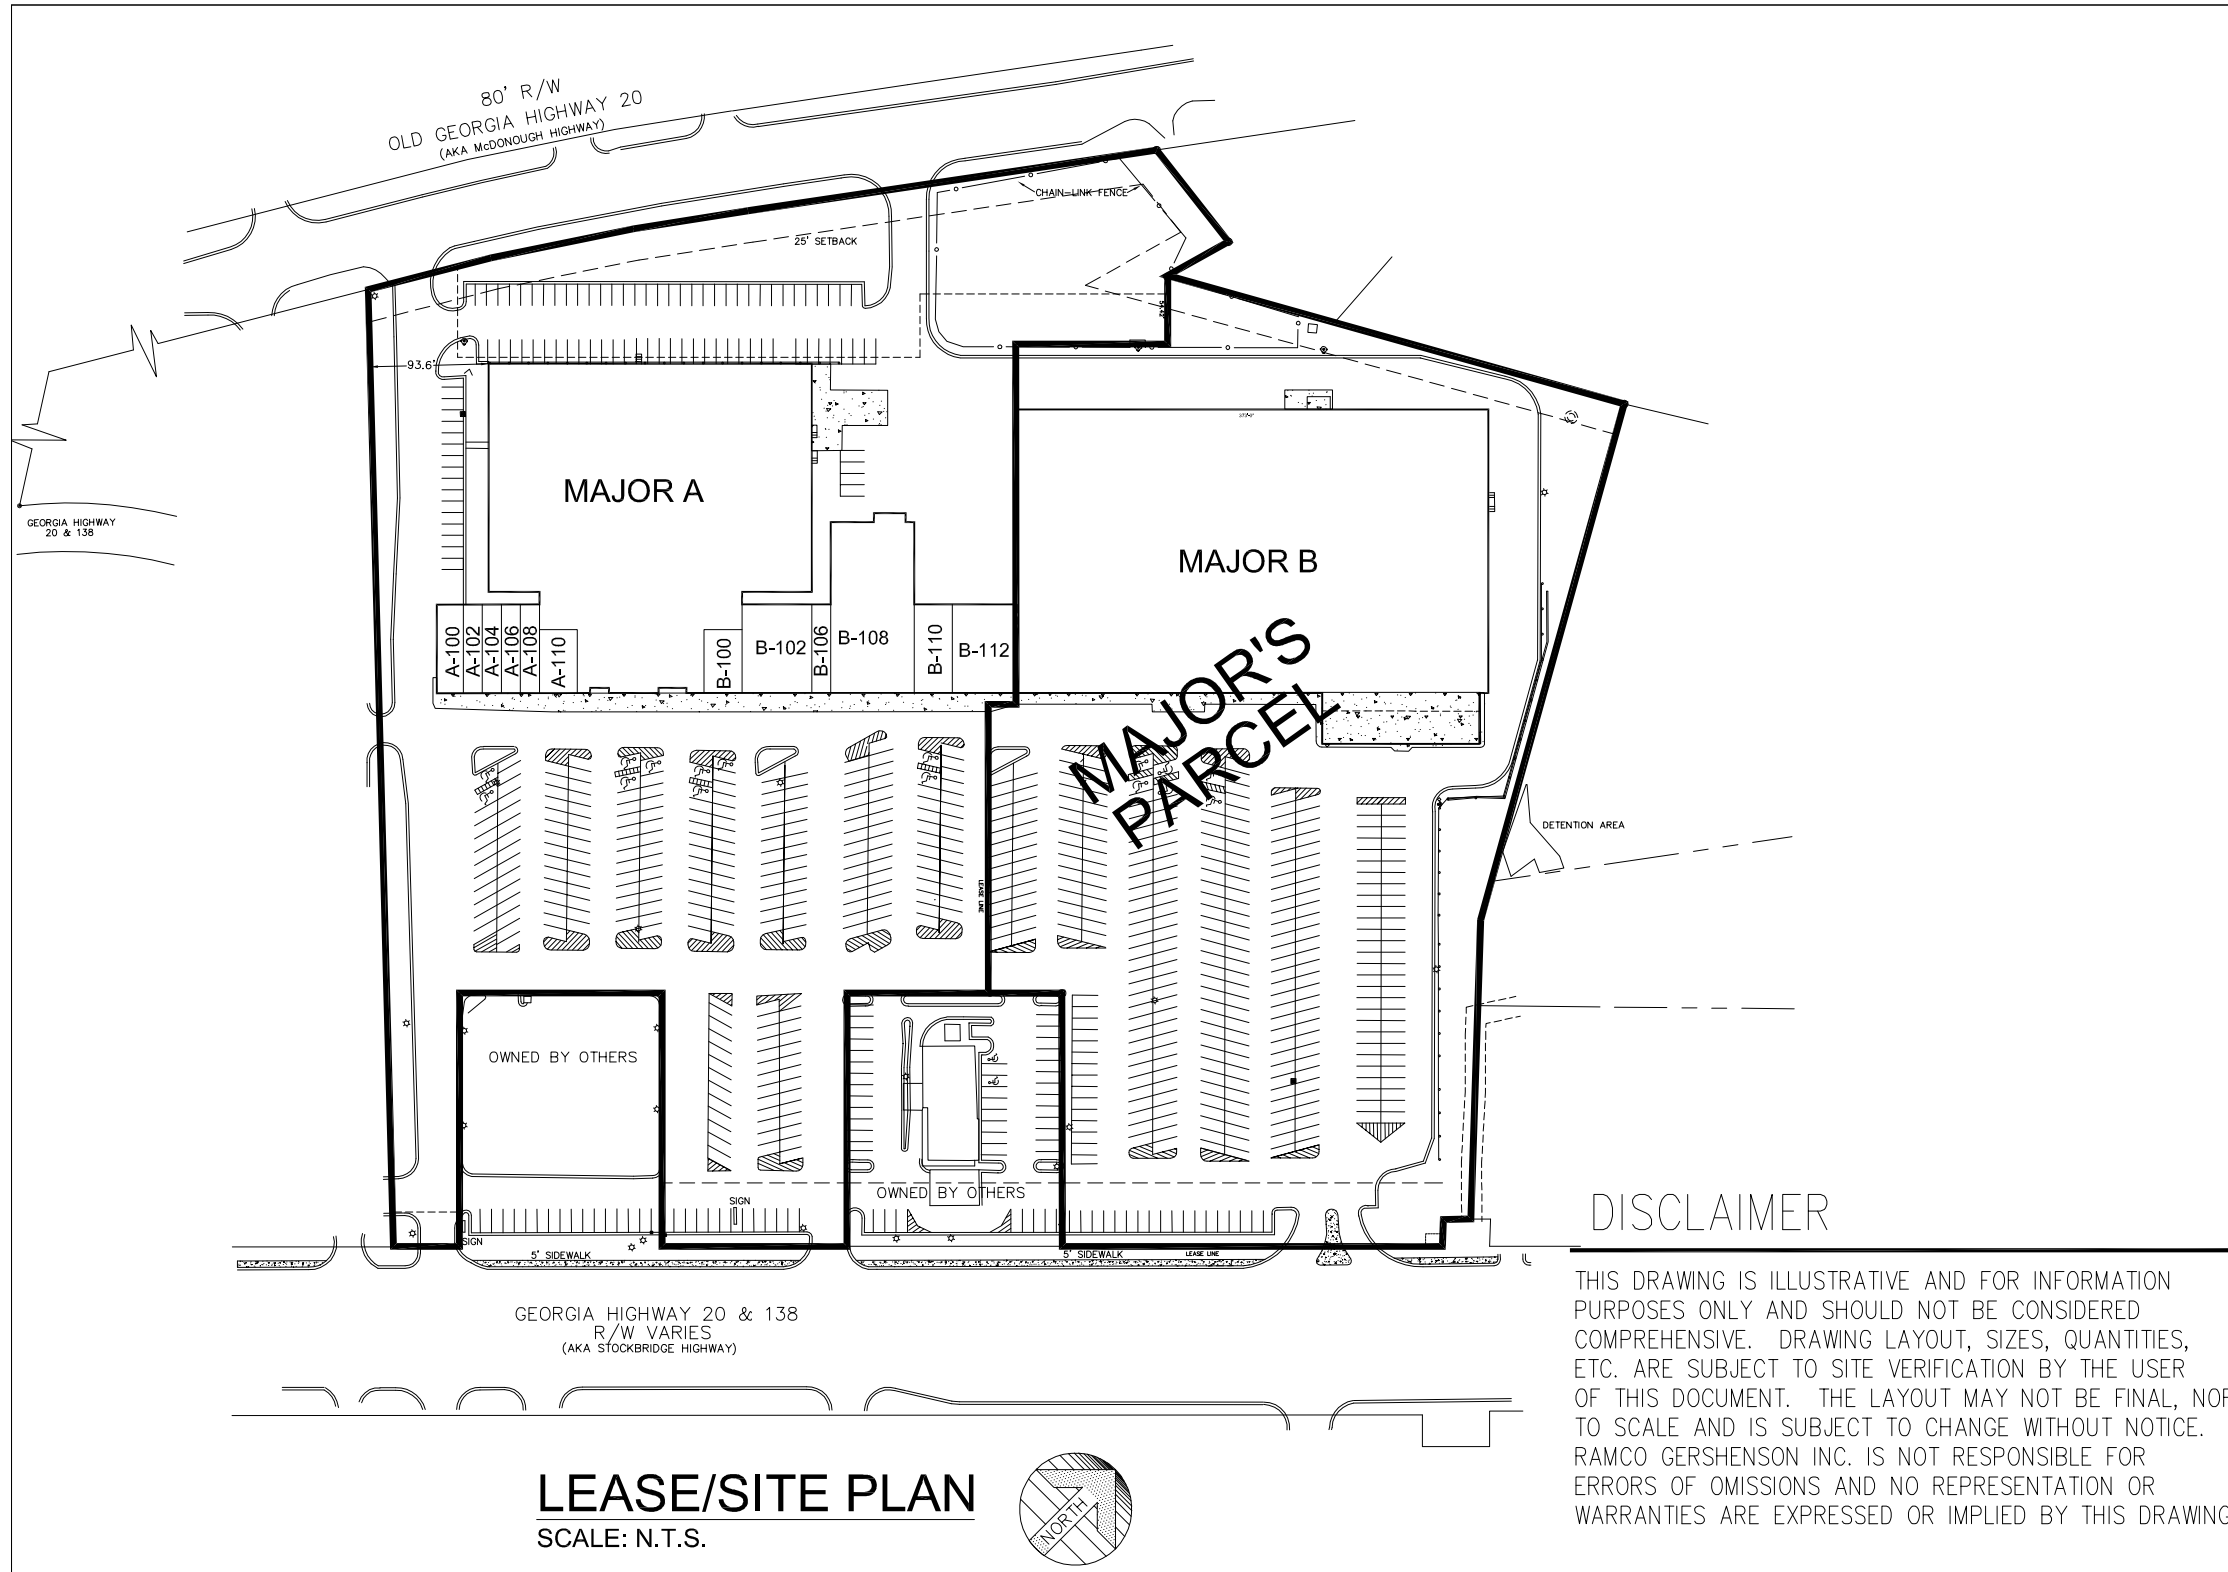 80' R/W
OLD GEORGIA HIGHWAY 20
(AKA McDONOUGH HIGHWAY)
CHAIN-LINK FENCE
25' SETBACK
93.6'
MAJOR A
GEORGIA HIGHWAY
20 & 138
MAJOR B
A-100
A-102
A-104
A-106
A-108
A-110
B-100
B-102
B-106
B-108
B-110
B-112
MAJOR'S
PARCEL
DETENTION AREA
LEASE LINE
OWNED BY OTHERS
OWNED BY OTHERS
SIGN
SIGN
5' SIDEWALK
5' SIDEWALK
LEASE LINE
GEORGIA HIGHWAY 20 & 138
R/W VARIES
(AKA STOCKBRIDGE HIGHWAY)
DISCLAIMER
THIS DRAWING IS ILLUSTRATIVE AND FOR INFORMATION
PURPOSES ONLY AND SHOULD NOT BE CONSIDERED
COMPREHENSIVE. DRAWING LAYOUT, SIZES, QUANTITIES,
ETC. ARE SUBJECT TO SITE VERIFICATION BY THE USER
OF THIS DOCUMENT. THE LAYOUT MAY NOT BE FINAL, NOR
TO SCALE AND IS SUBJECT TO CHANGE WITHOUT NOTICE.
RAMCO GERSHENSON INC. IS NOT RESPONSIBLE FOR
ERRORS OF OMISSIONS AND NO REPRESENTATION OR
WARRANTIES ARE EXPRESSED OR IMPLIED BY THIS DRAWING
LEASE/SITE PLAN
SCALE: N.T.S.
NORTH